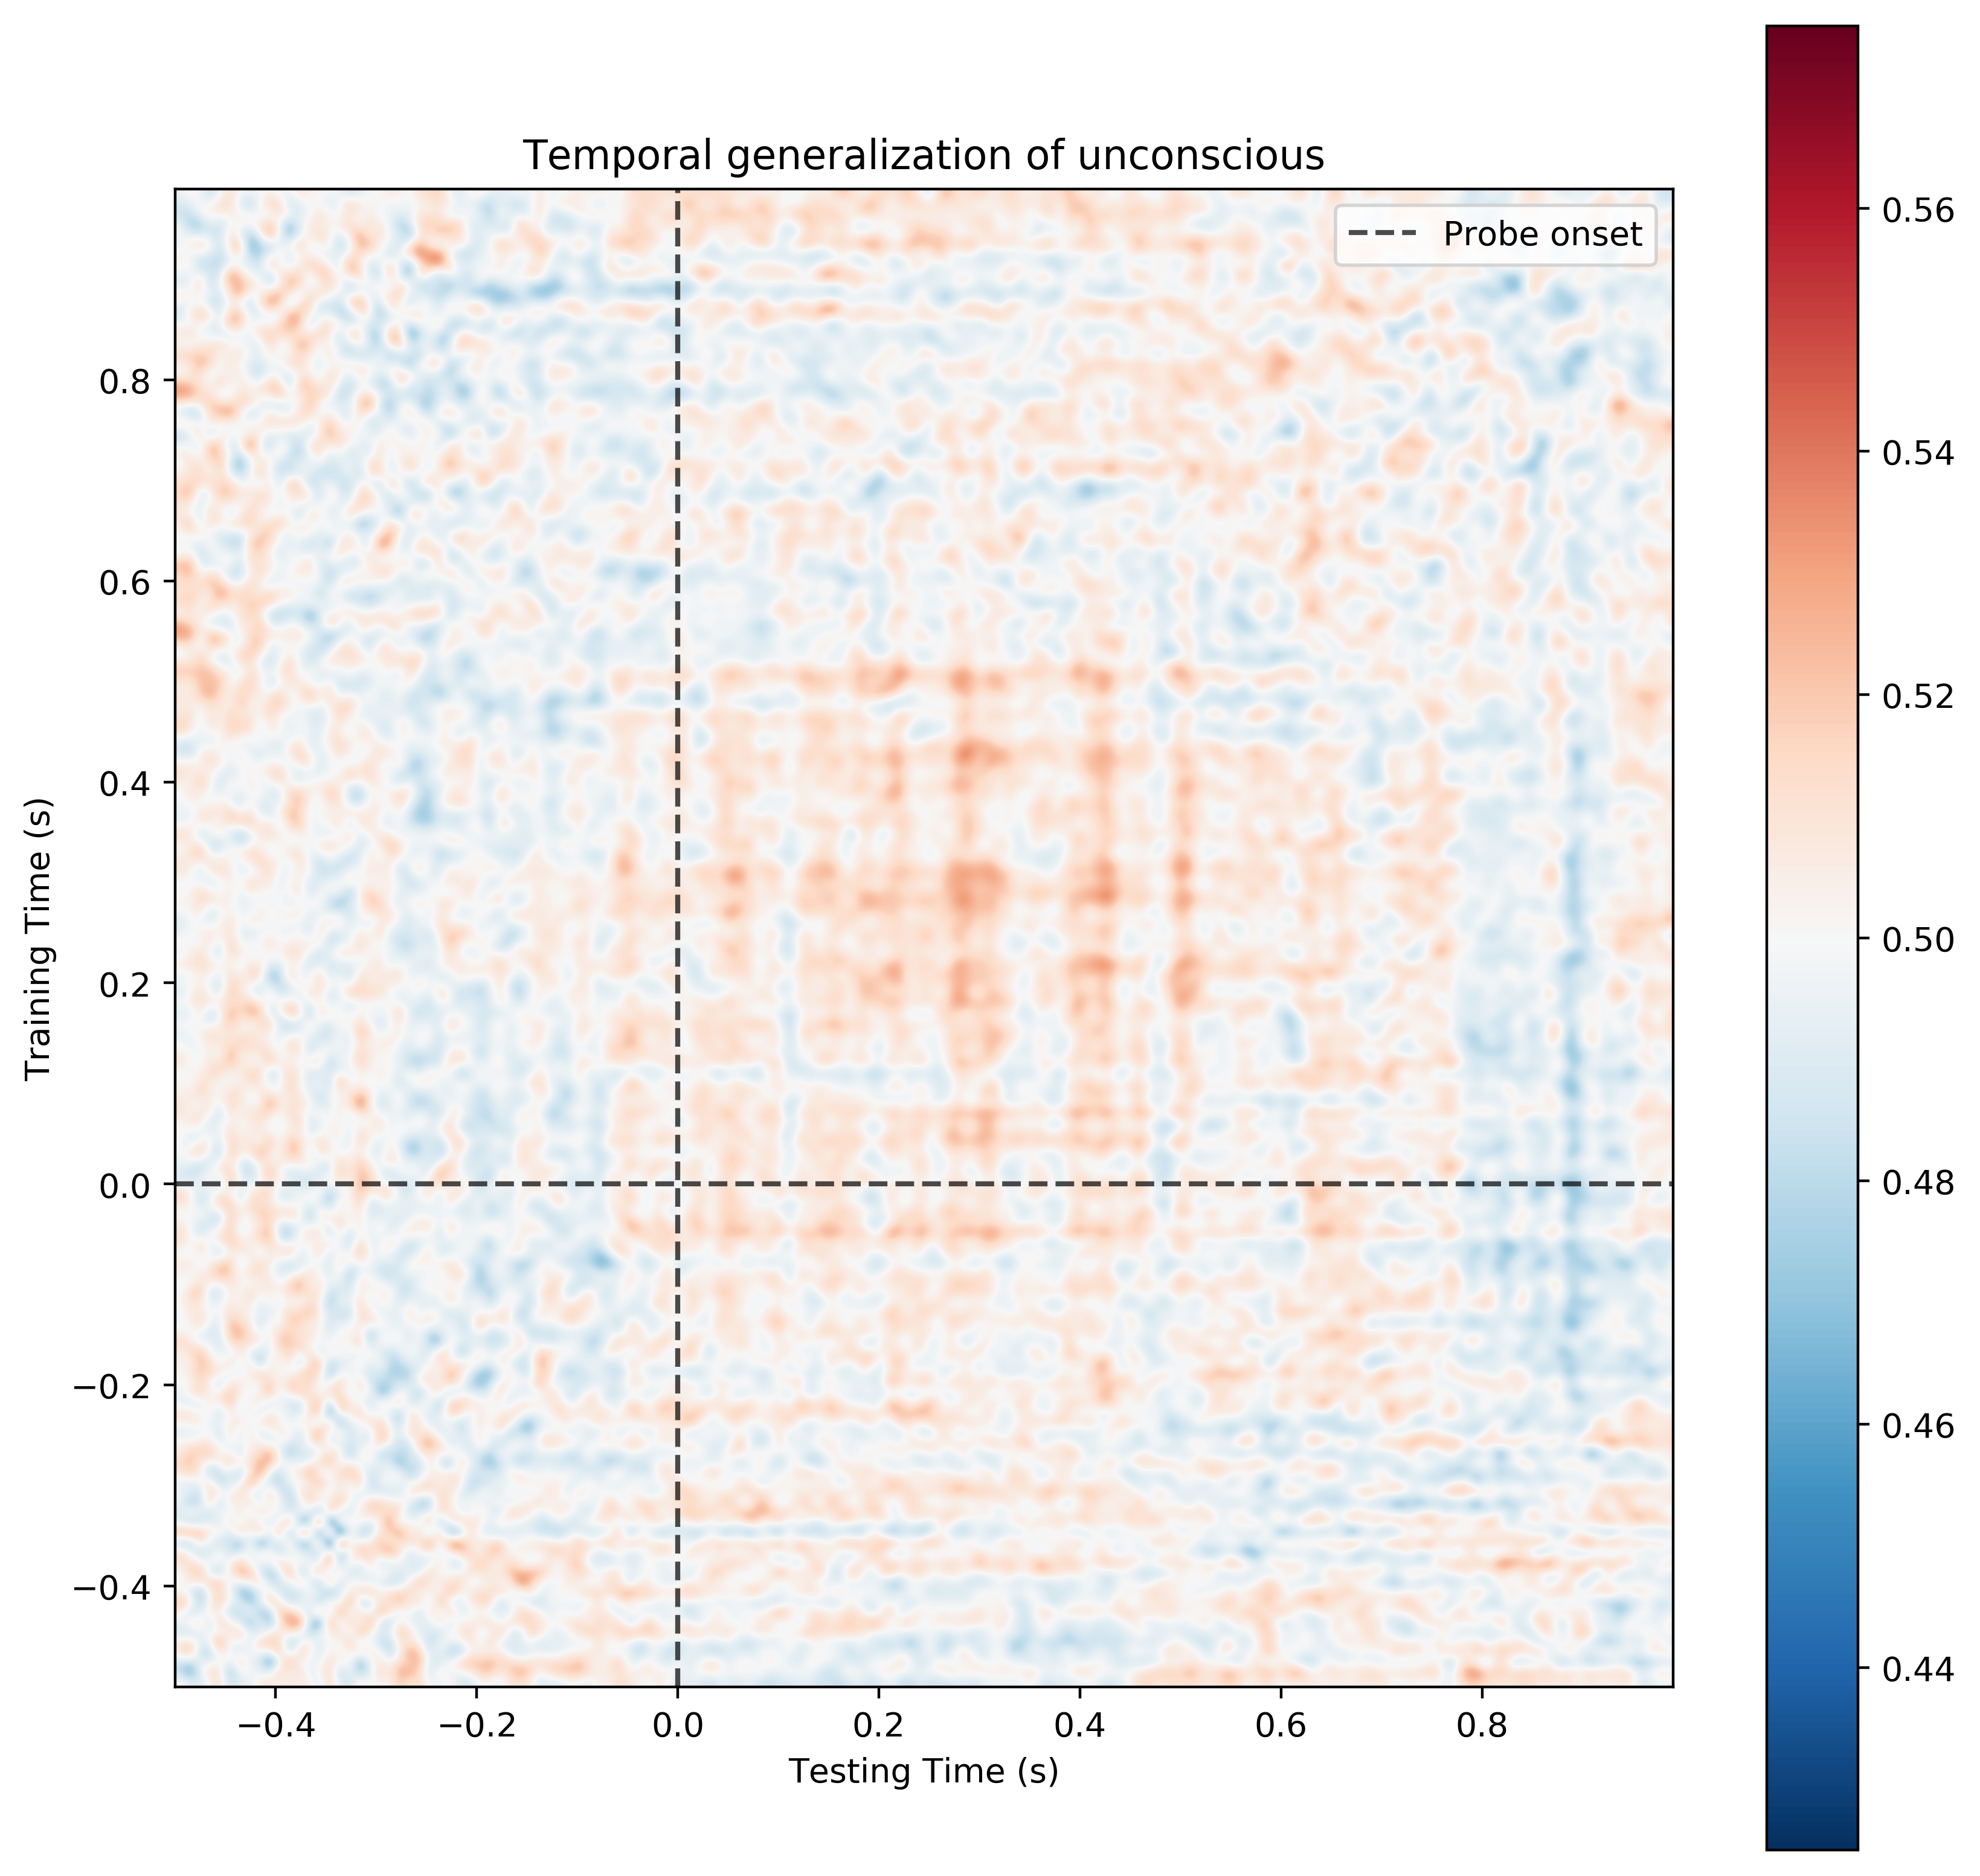 Temporal generalization of unconscious
Probe onset
0.56
0.54
0.52
0.50
0.48
0.46
0.44
0.8
0.6
0.4
0.2
0.0
−0.2
−0.4
Training Time (s)
−0.4 −0.2 0.0 0.2 0.4 0.6 0.8
Testing Time (s)